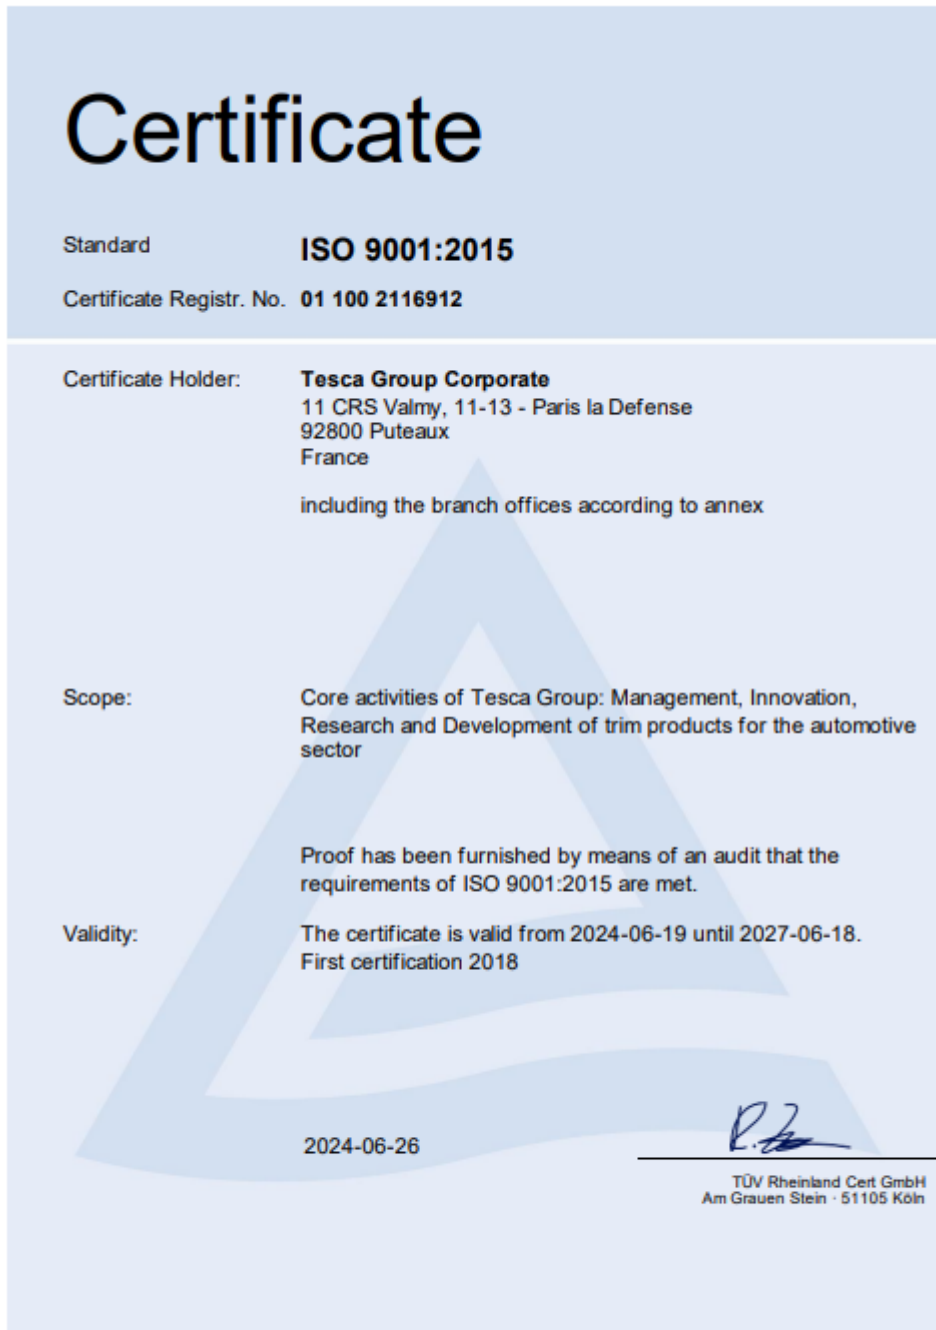 Certificate
Standard ISO 9001:2015
Certificate Registr. No. 01 100 2116912
Certificate Holder: Tesca Group Corporate
11 CRS Valmy, 11-13 - Paris la Defense
92800 Puteaux
France
including the branch offices according to annex
Scope: Core activities of Tesca Group: Management, Innovation,
Research and Development of trim products for the automotive
sector
Proof has been furnished by means of an audit that the
requirements of ISO 9001:2015 are met.
Validity: The certificate is valid from 2024-06-19 until 2027-06-18.
First certification 2018
2024-06-26
TÜV Rheinland Cert GmbH
Am Grauen Stein · 51105 Köln